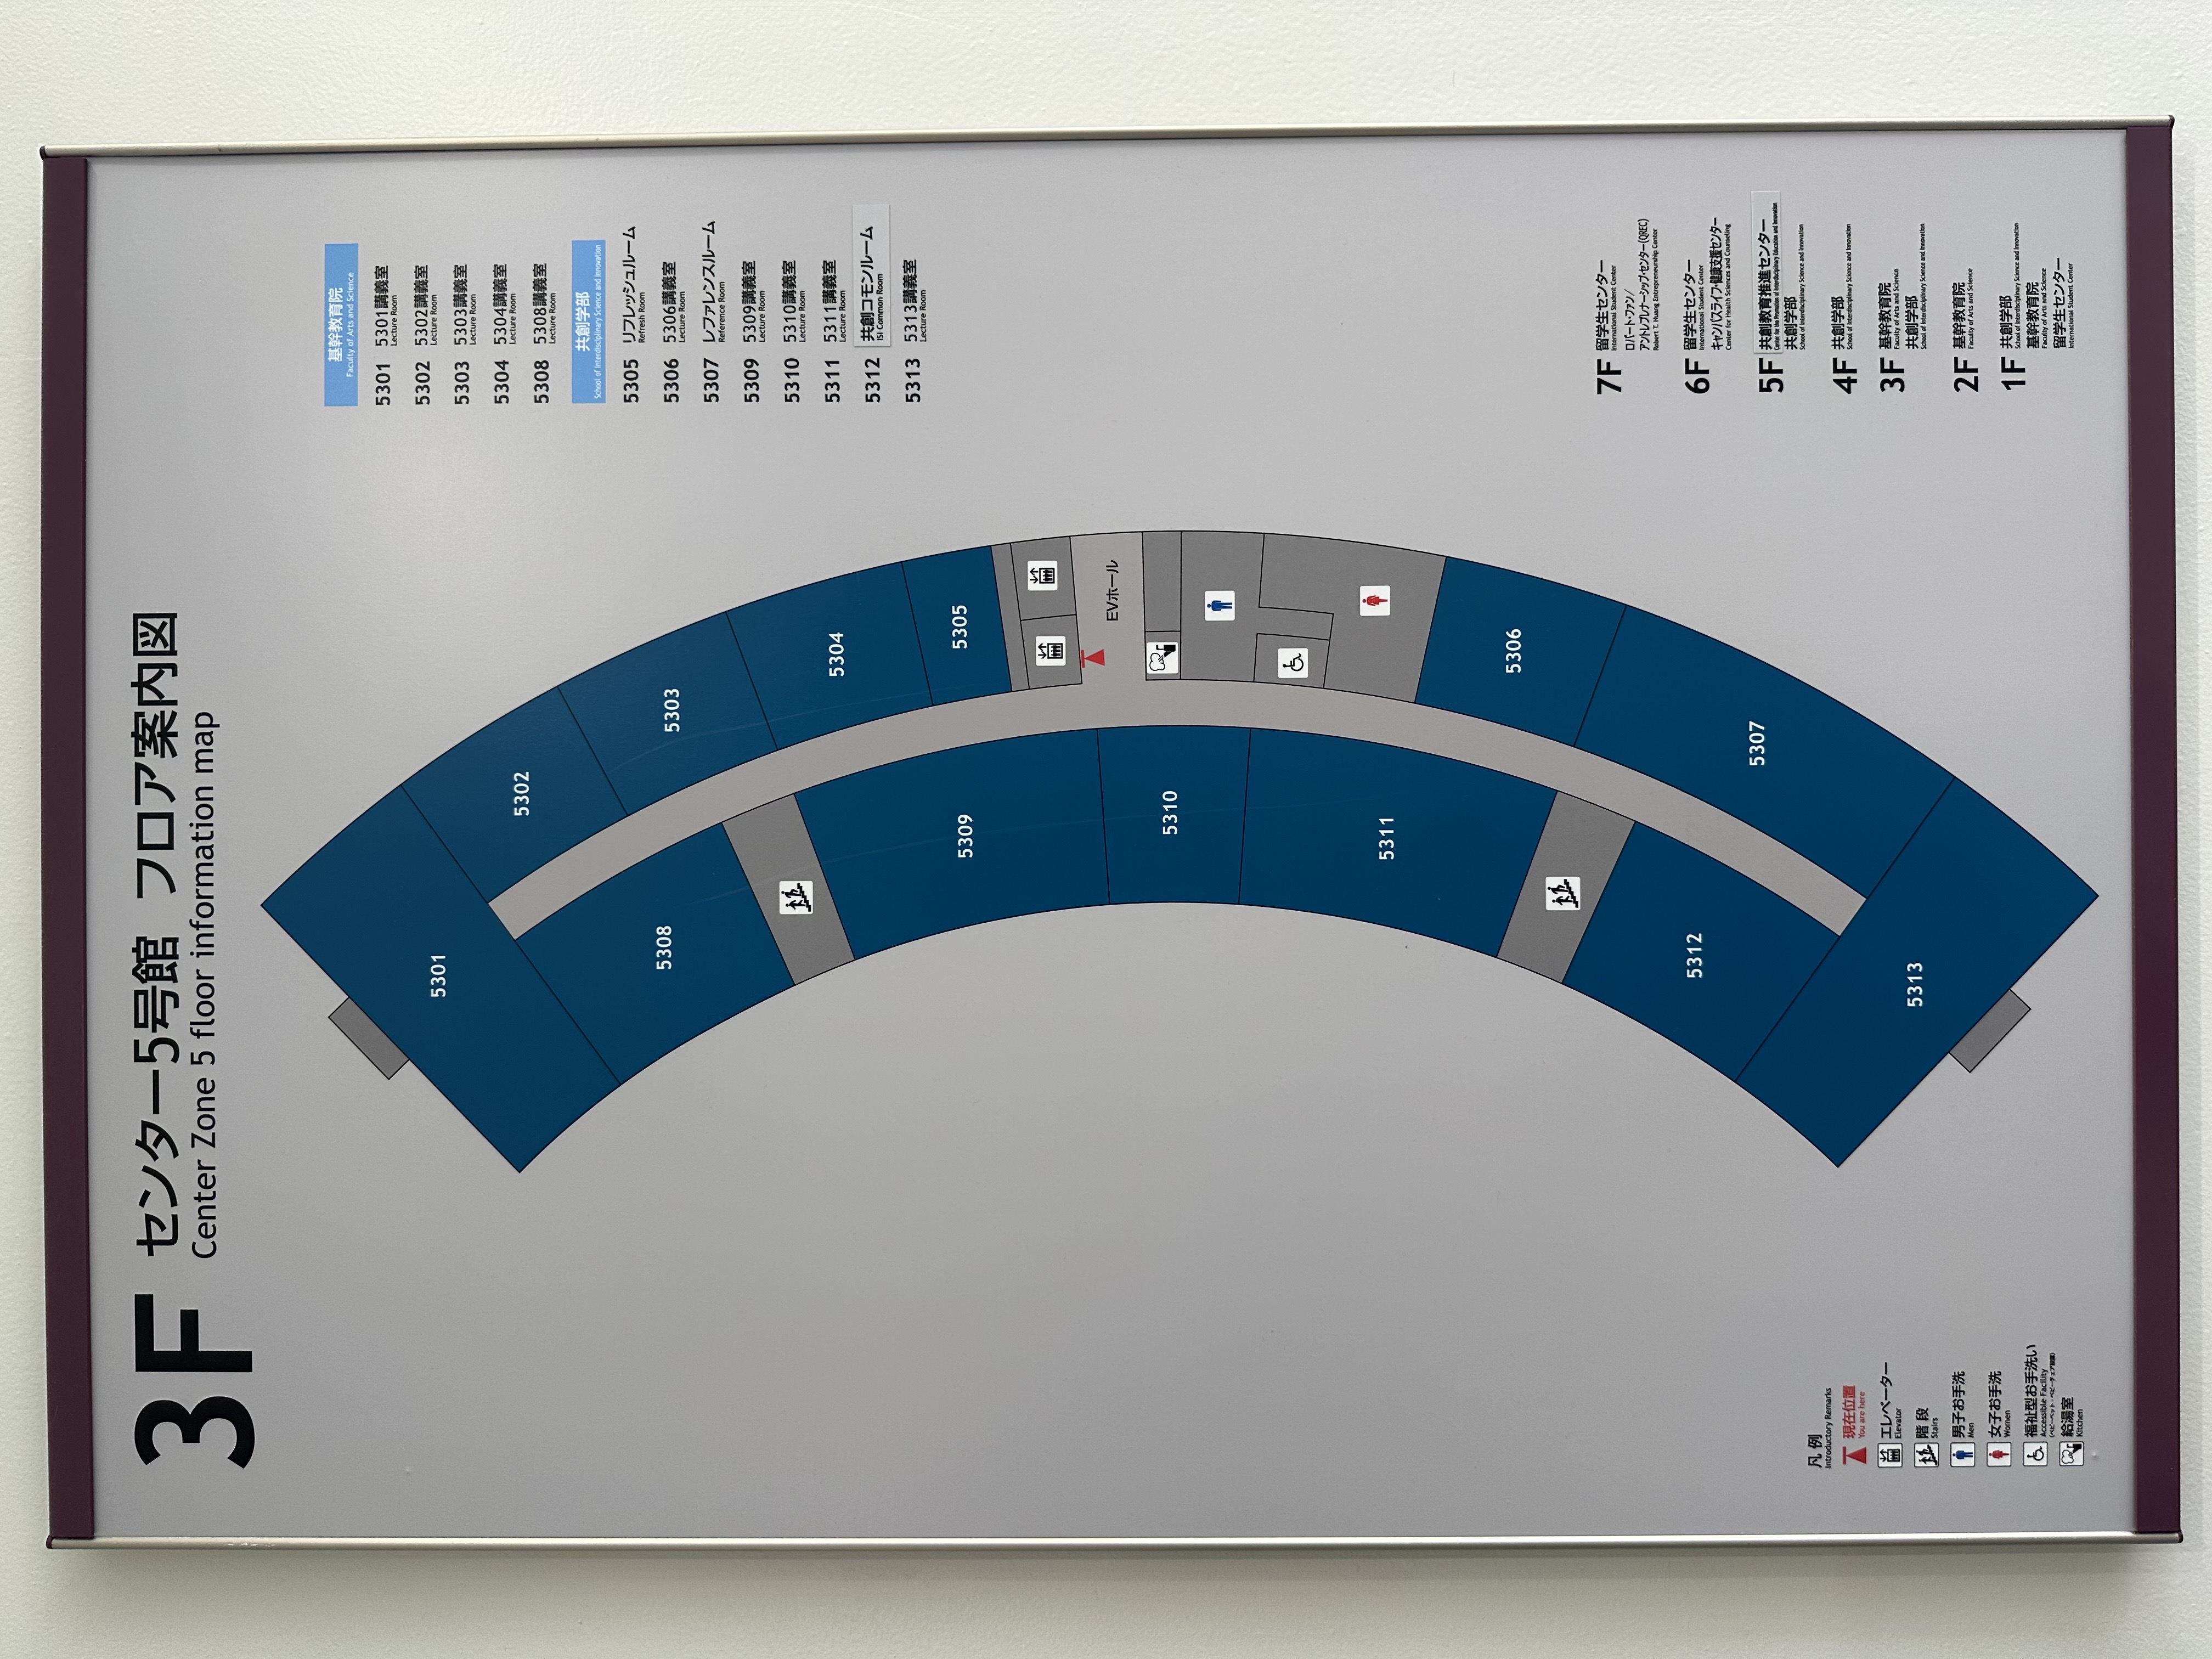 3F
センター5号館 フロア案内図
Center Zone 5 floor information map
5301
5302
5308
5303
5304
5309
5305
EVホール
5310
5311
5306
5312
5307
5313
基幹教育院
Faculty of Arts and Science
5301 5301講義室
Lecture Room
5302 5302講義室
Lecture Room
5303 5303講義室
Lecture Room
5304 5304講義室
Lecture Room
5308 5308講義室
Lecture Room
共創学部
School of Interdisciplinary Science and Innovation
5305 リフレッシュルーム
Refresh Room
5306 5306講義室
Lecture Room
5307 レファレンスルーム
Reference Room
5309 5309講義室
Lecture Room
5310 5310講義室
Lecture Room
5311 5311講義室
Lecture Room
5312 共創コモンルーム
ISI Common Room
5313 5313講義室
Lecture Room
7F 留学生センター
International Student Center
ロバート・ファン/
アントレプレナーシップ・センター(QREC)
Robert T. Huang Entrepreneurship Center
6F 留学生センター
International Student Center
キャンパスライフ・健康支援センター
Center for Health Sciences and Counseling
5F 共創教育推進センター
Center for the Promotion of Interdisciplinary Education and Innovation
共創学部
School of Interdisciplinary Science and Innovation
4F 共創学部
School of Interdisciplinary Science and Innovation
3F 基幹教育院
Faculty of Arts and Science
共創学部
School of Interdisciplinary Science and Innovation
2F 基幹教育院
Faculty of Arts and Science
1F 共創学部
School of Interdisciplinary Science and Innovation
基幹教育院
Faculty of Arts and Science
留学生センター
International Student Center
凡 例
Introductory Remarks
現在位置
You are here
エレベーター
Elevator
階 段
Stairs
男子お手洗
Men
女子お手洗
Women
福祉型お手洗い
Accessible Facility
(ベビーベット・ベビーチェア設置)
給湯室
Kitchen